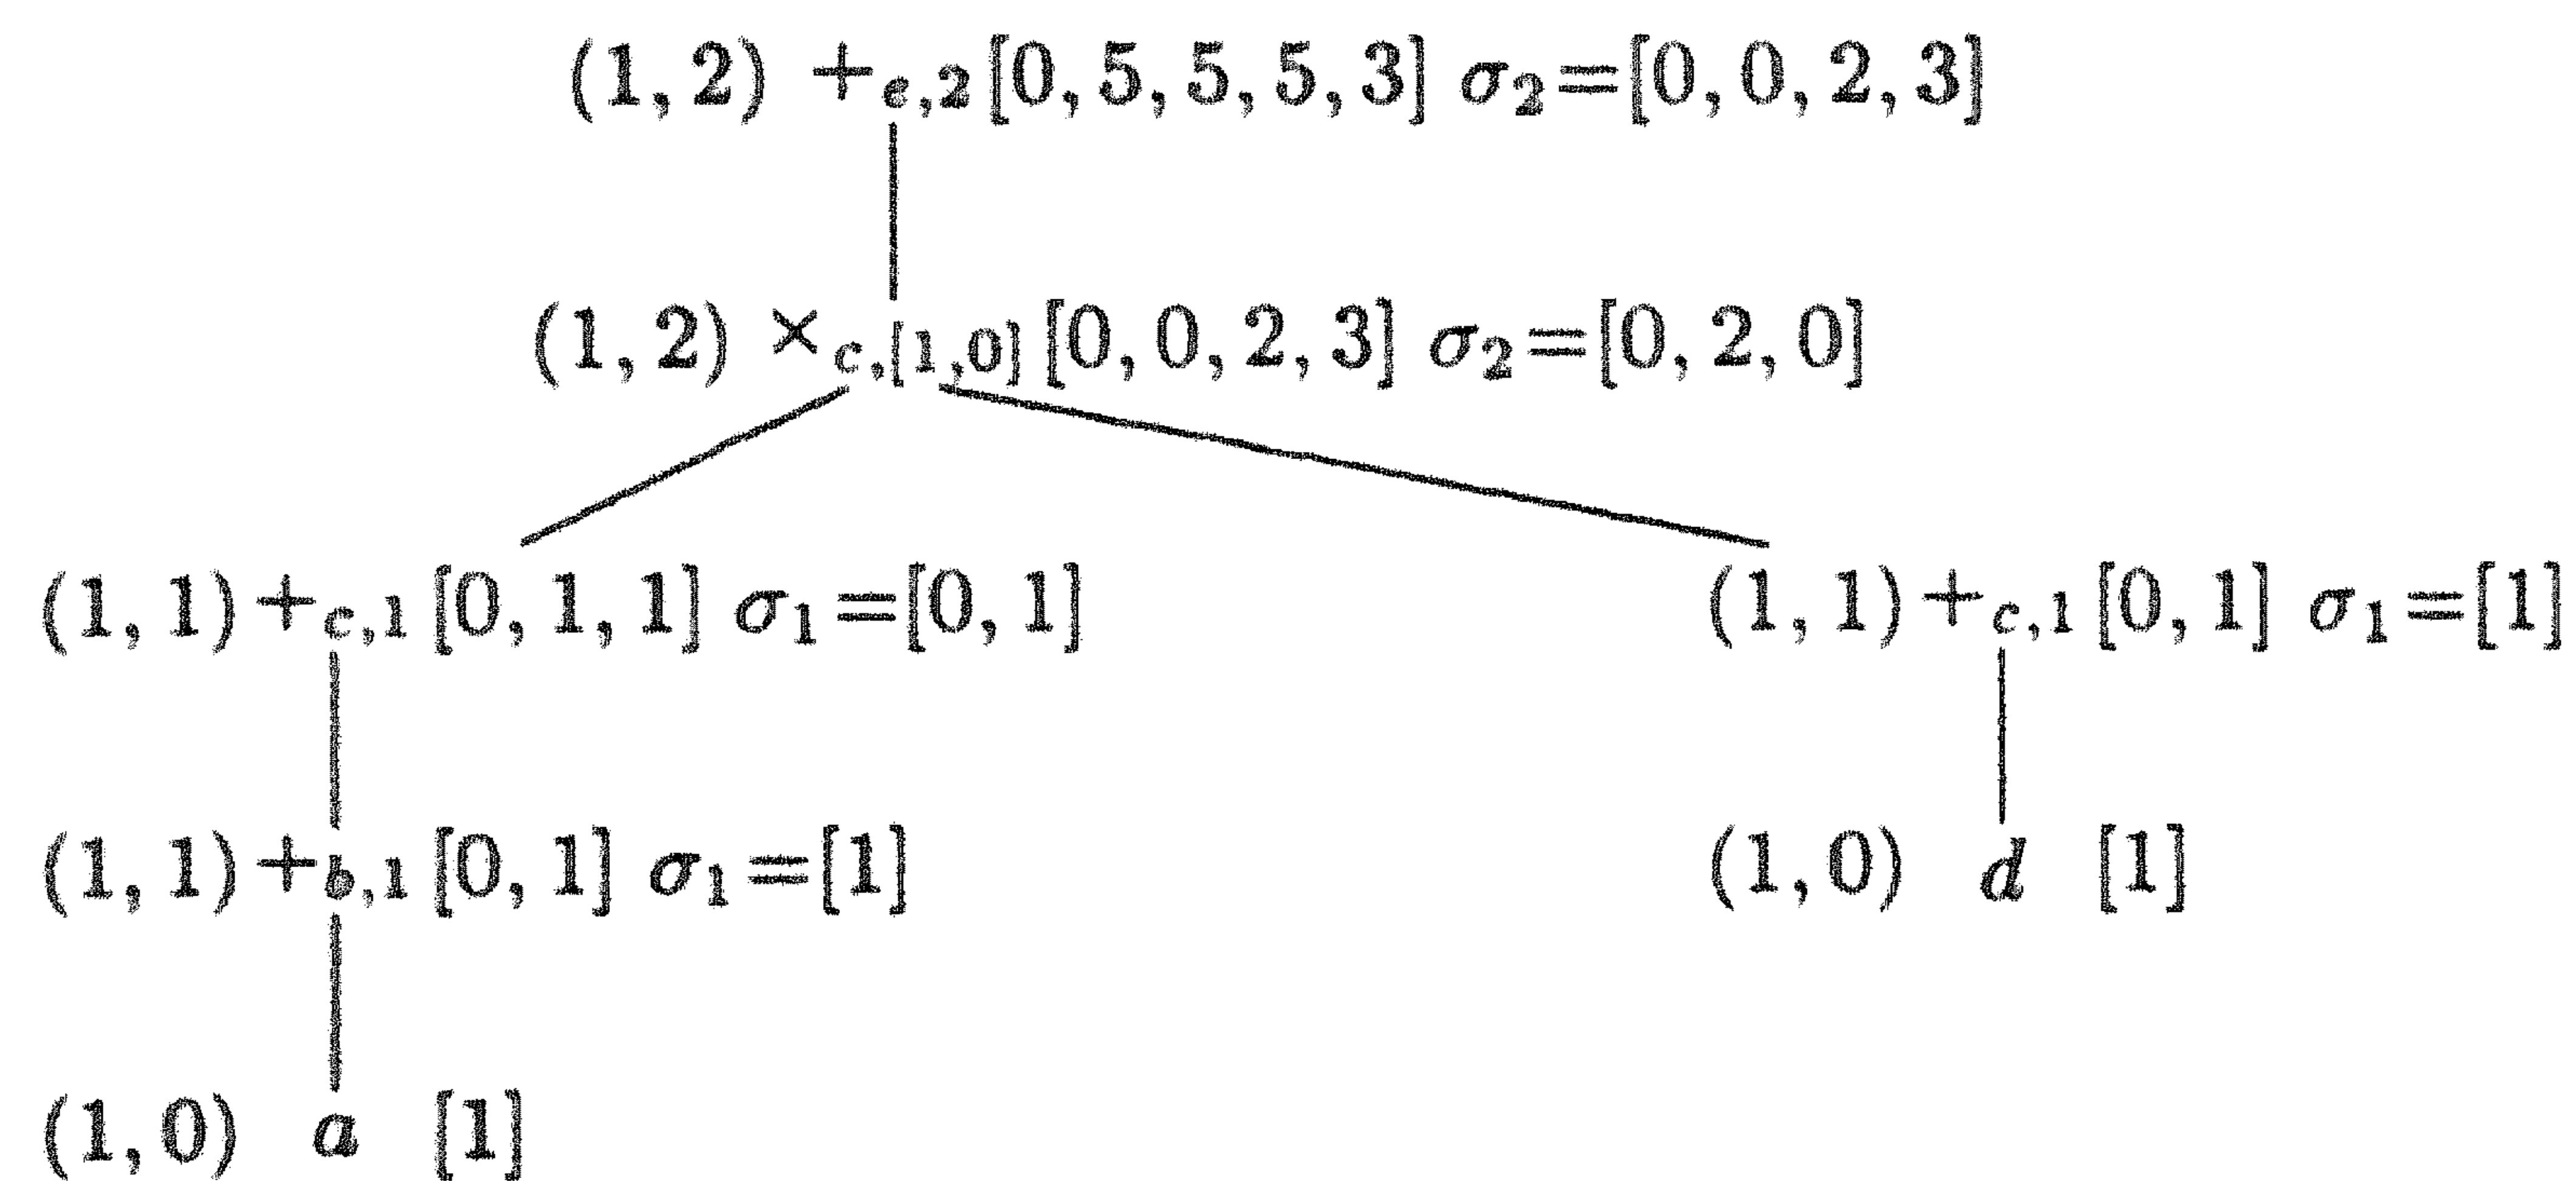 (1,2) +e,2 [0,5,5,5,3] σ2=[0,0,2,3]
(1,2) ×c,[1,0] [0,0,2,3] σ2=[0,2,0]
(1,1)+c,1 [0,1,1] σ1=[0,1] (1,1)+c,1 [0,1] σ1=[1]
(1,1)+b,1 [0,1] σ1=[1] (1,0) d [1]
(1,0) a [1]